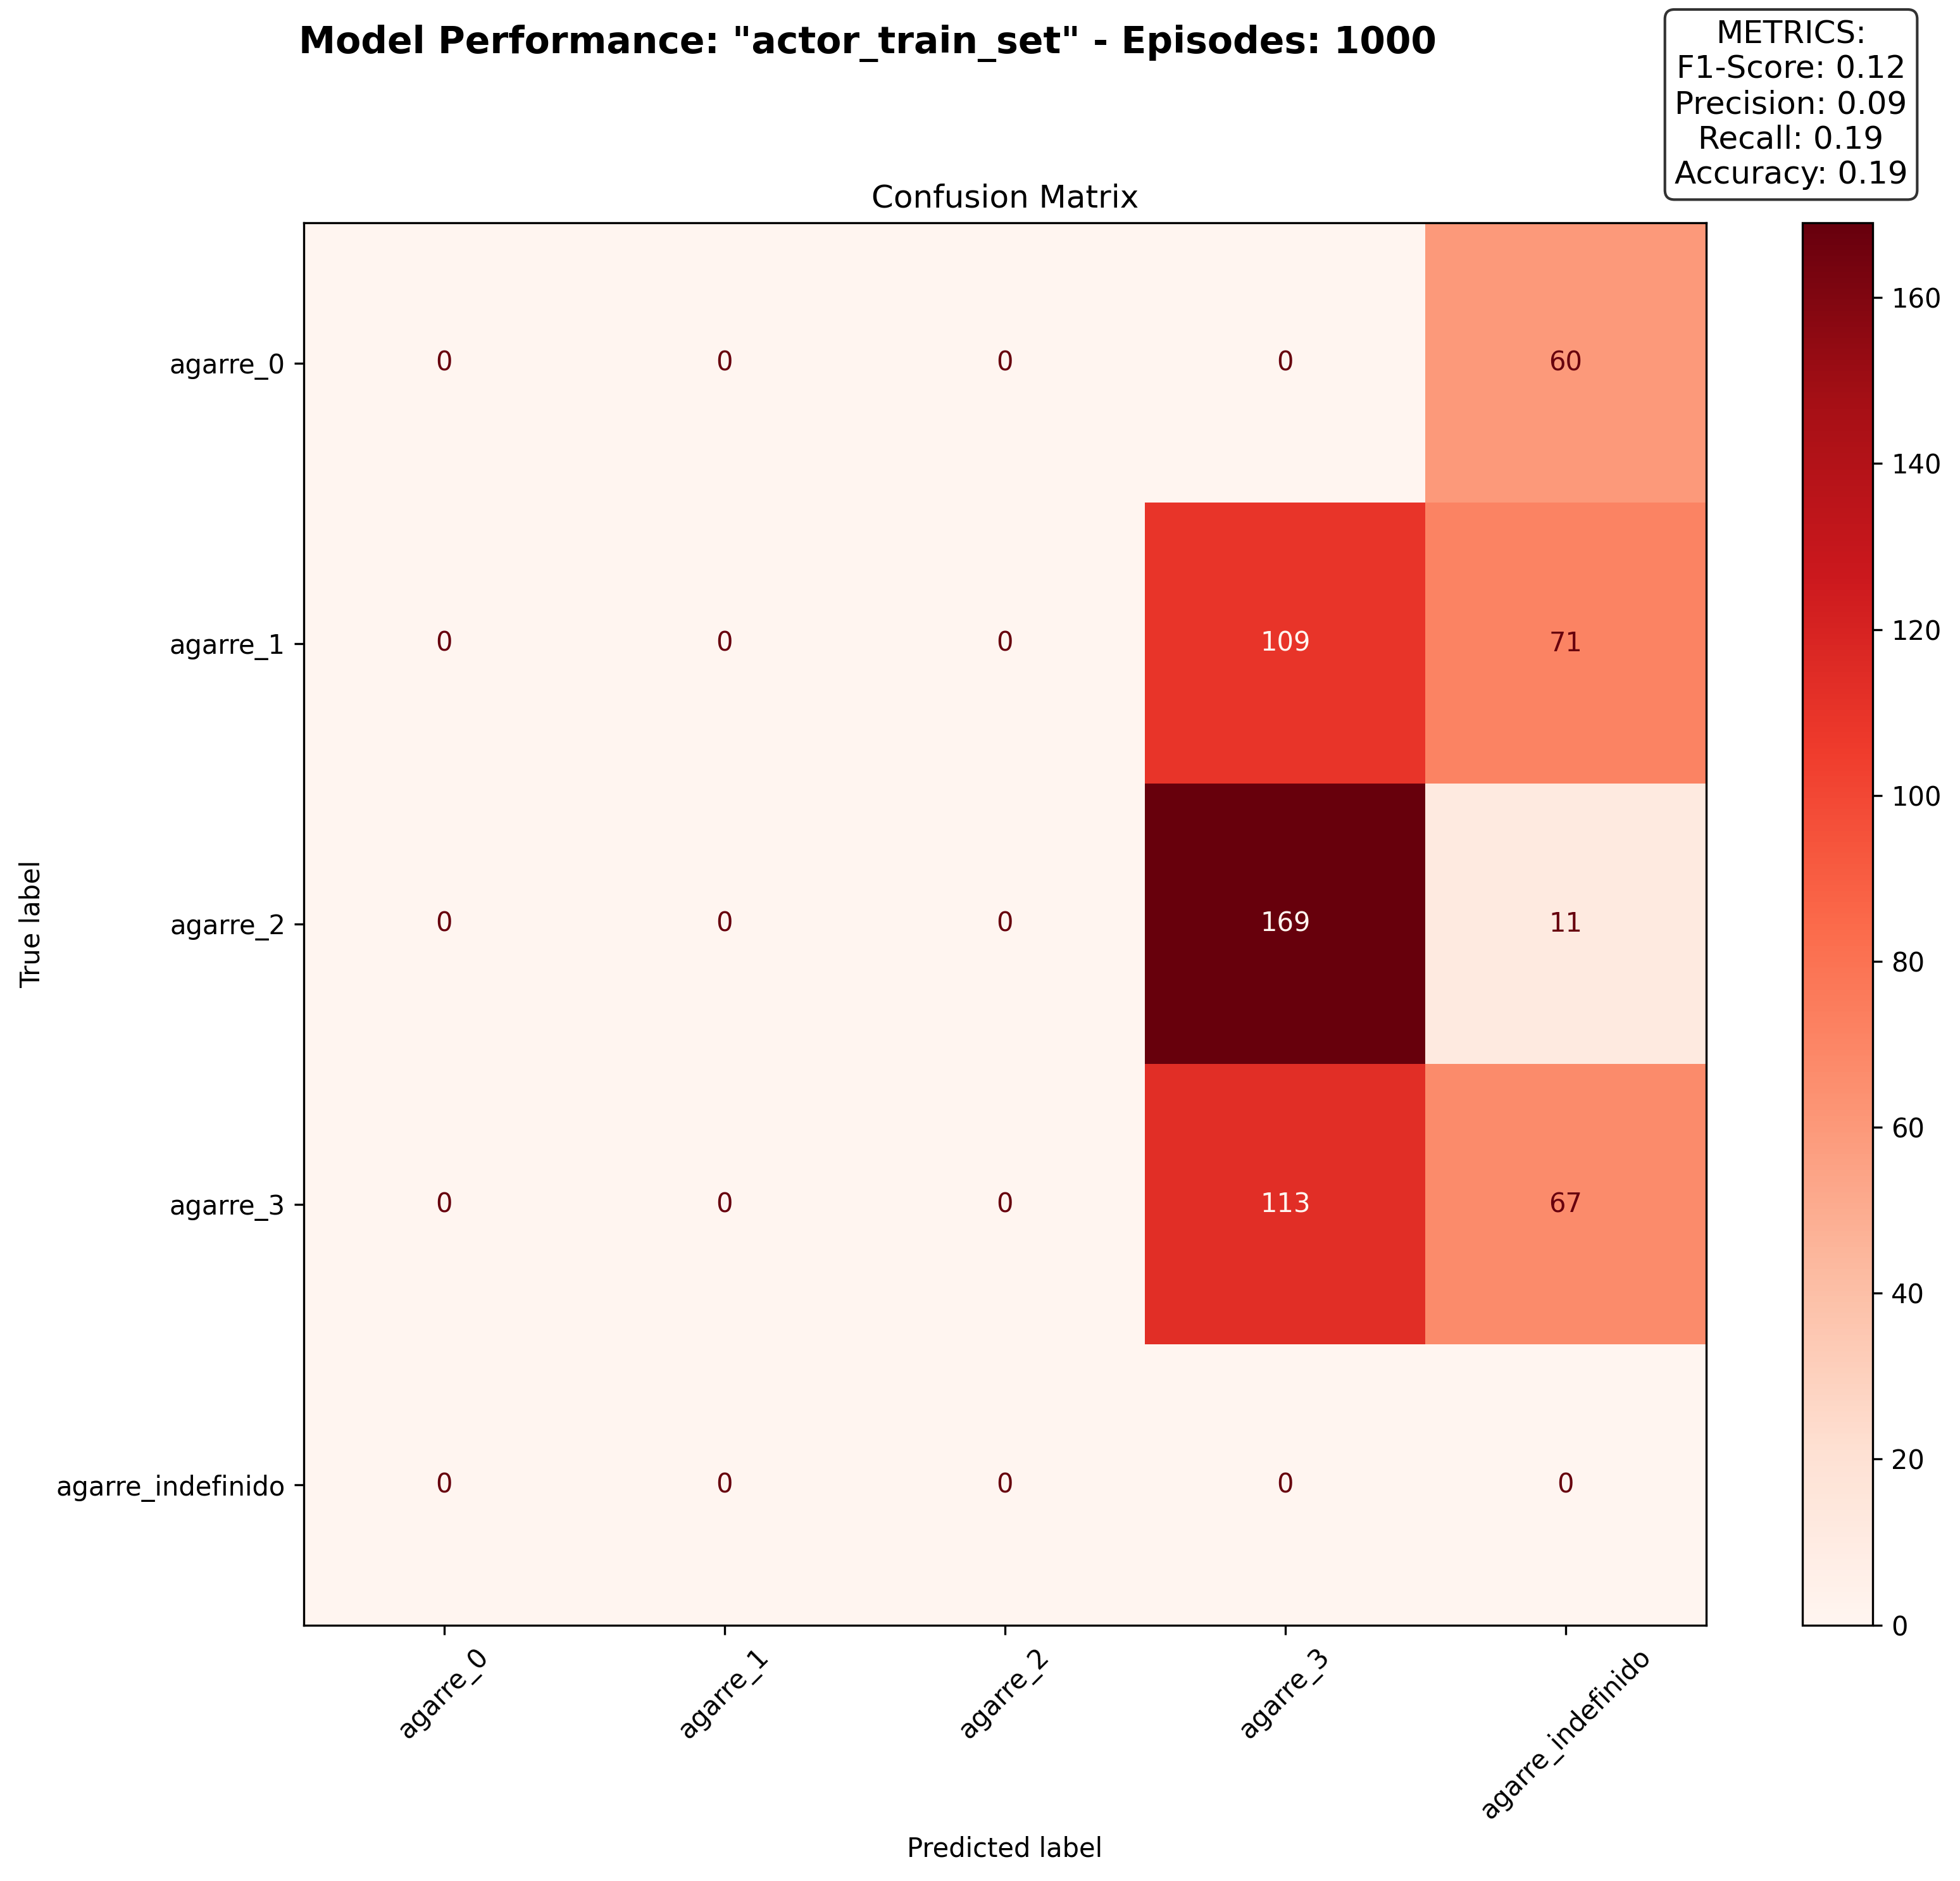 Model Performance: "actor_train_set" - Episodes: 1000
METRICS:
F1-Score: 0.12
Precision: 0.09
Recall: 0.19
Accuracy: 0.19
Confusion Matrix
True label
agarre_0 0 0 0 0 60
agarre_1 0 0 0 109 71
agarre_2 0 0 0 169 11
agarre_3 0 0 0 113 67
agarre_indefinido 0 0 0 0 0
agarre_0 agarre_1 agarre_2 agarre_3 agarre_indefinido
Predicted label
160
140
120
100
80
60
40
20
0